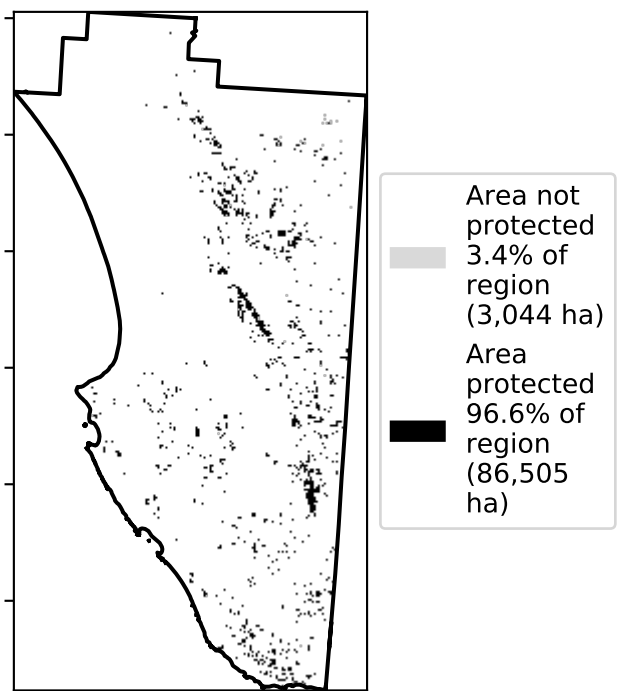 Area not
protected
3.4% of
region
(3,044 ha)
Area
protected
96.6% of
region
(86,505
ha)